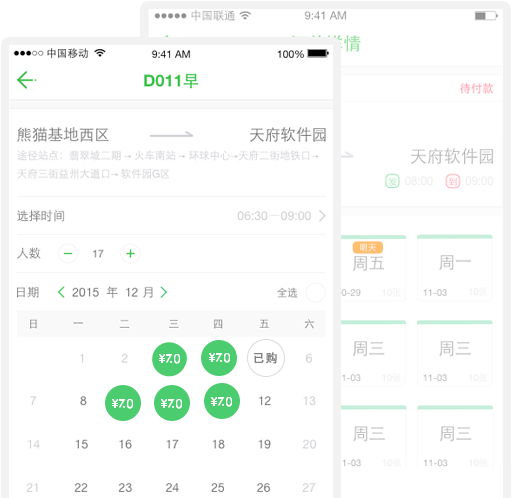 中国联通
9:41 AM
待付款
天府软件园
发 08:00
到 09:00
明天
周五
周一
0-29
10张
11-03
10张
周三
周三
1-03
10张
11-03
10张
周三
周三
1-03
10张
11-03
10张
中国移动
9:41 AM
100%
D011早
熊猫基地西区
天府软件园
途径站点：翡翠城二期→火车南站→环球中心→天府二街地铁口→
天府三街益州大道口→软件园G区
选择时间
06:30—09:00
人数
17
日期
2015 年 12 月
全选
日 一 二 三 四 五 六
1 2 ¥7.0 ¥7.0 已购 6
7 8 ¥7.0 ¥7.0 ¥7.0 12 13
14 15 16 17 18 19 20
21 22 23 24 25 26 27